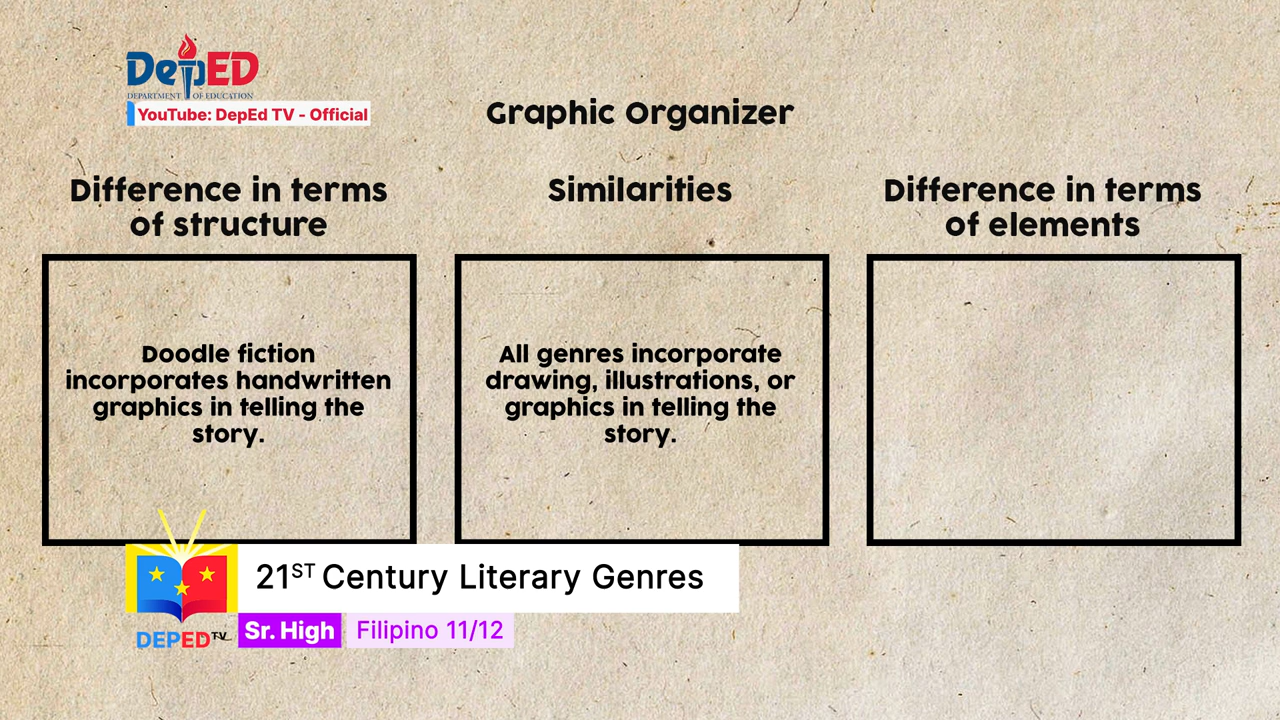 DepED
DEPARTMENT OF EDUCATION
YouTube: DepEd TV - Official
Graphic Organizer
Difference in terms
of structure
Similarities
Difference in terms
of elements
Doodle fiction
incorporates handwritten
graphics in telling the
story.
All genres incorporate
drawing, illustrations, or
graphics in telling the
story.
21ST Century Literary Genres
DEPED TV
Sr. High
Filipino 11/12